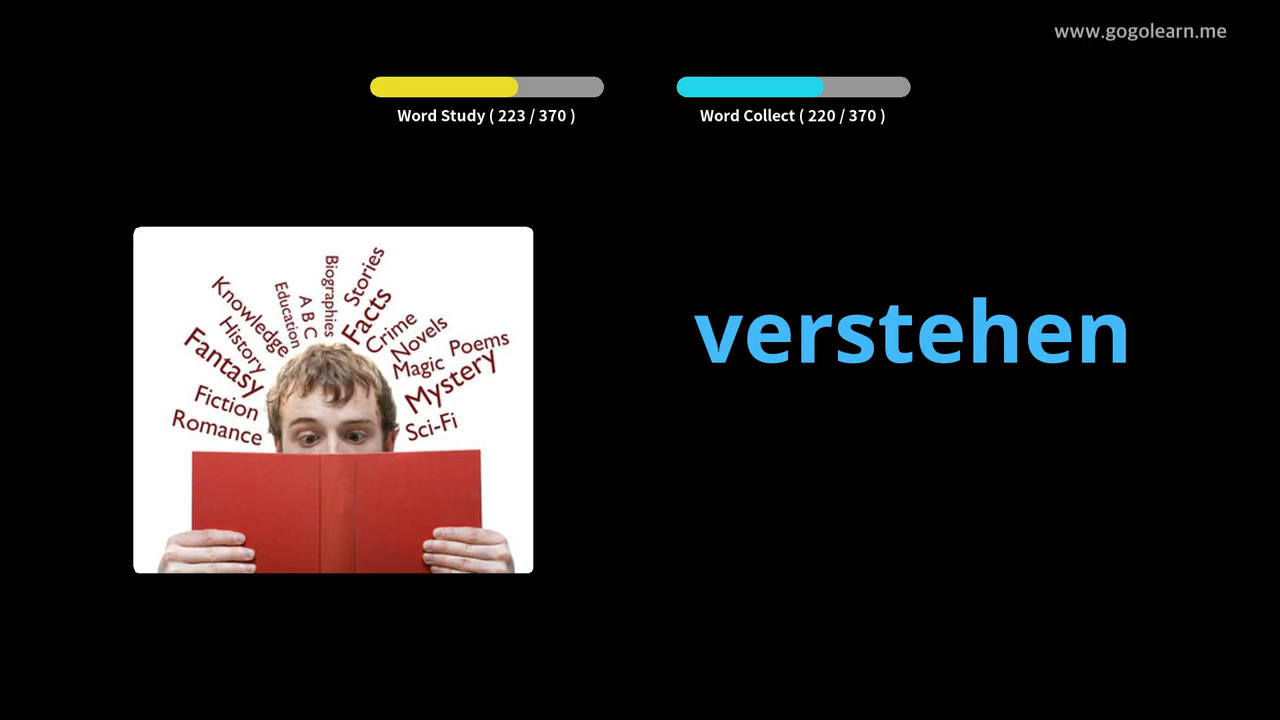 www.gogolearn.me
Word Study ( 223 / 370 )
Word Collect ( 220 / 370 )
verstehen
Romance
Fiction
Fantasy
History
Knowledge
Education
A B C
Biographies
Stories
Facts
Crime
Novels
Magic
Poems
Mystery
Sci-Fi